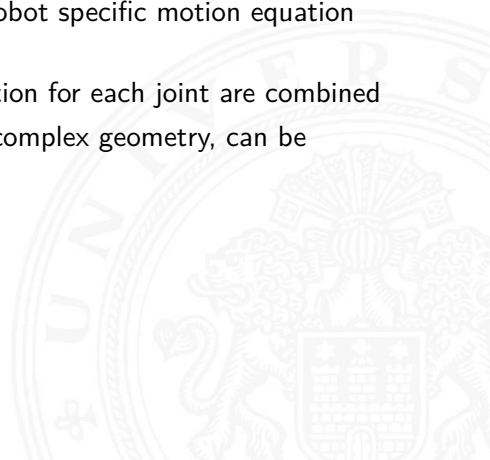 obot specific motion equation
tion for each joint are combined
complex geometry, can be
U N I V E R S